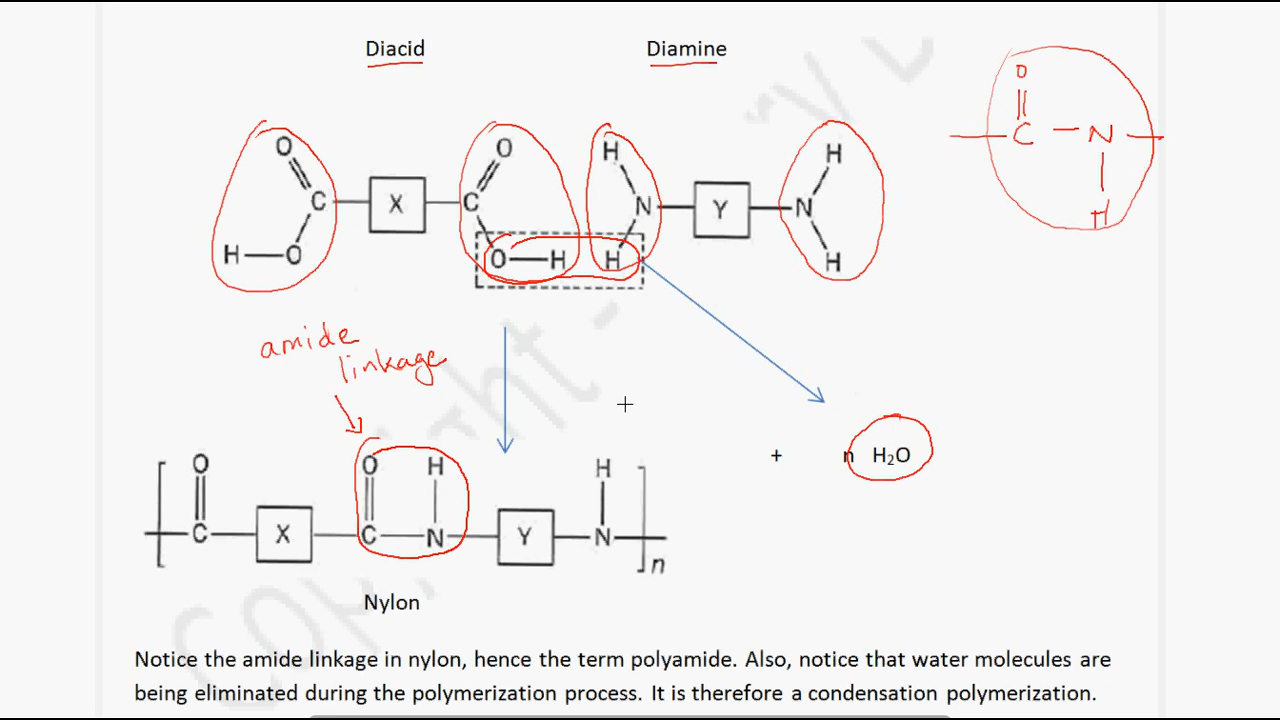 Diacid Diamine
O
C — N
H
O O H H
C X C N Y N
H—O O—H H H
amide
linkage
+ n H₂O
O O H H
C X C N Y N
n
Nylon
Notice the amide linkage in nylon, hence the term polyamide. Also, notice that water molecules are
being eliminated during the polymerization process. It is therefore a condensation polymerization.